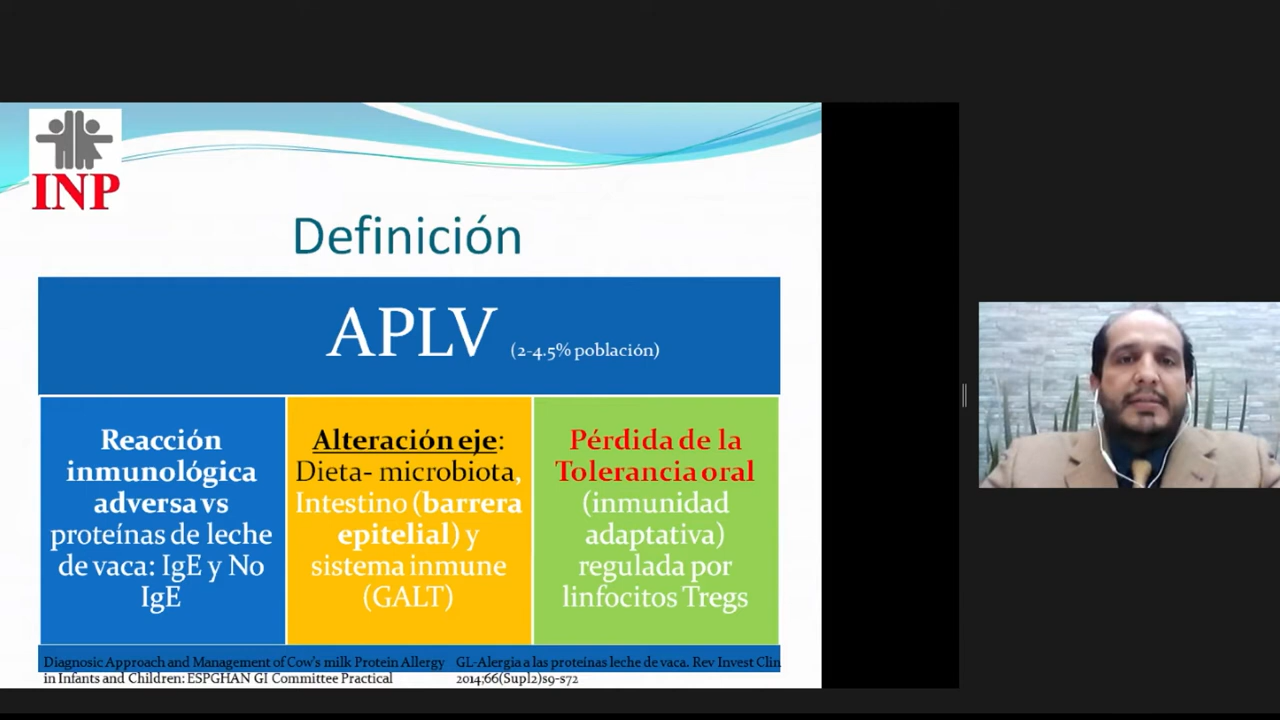 INP
Definición
APLV (2-4.5% población)
Reacción
inmunológica
adversa vs
proteínas de leche
de vaca: IgE y No
IgE
Alteración eje:
Dieta- microbiota,
Intestino (barrera
epitelial) y
sistema inmune
(GALT)
Pérdida de la
Tolerancia oral
(inmunidad
adaptativa)
regulada por
linfocitos Tregs
Diagnosic Approach and Management of Cow's milk Protein Allergy
in Infants and Children: ESPGHAN GI Committee Practical
GL-Alergia a las proteinas leche de vaca. Rev Invest Clin
2014;66(Supl2)s9-s72